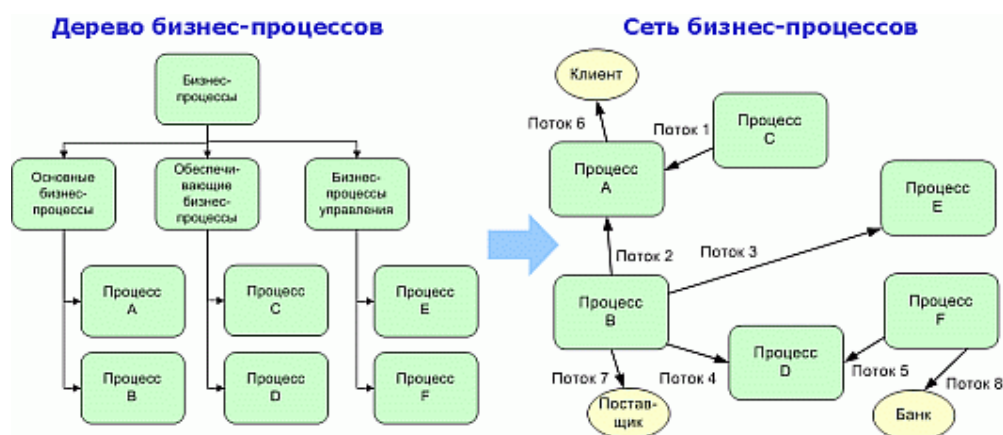 Дерево бизнес-процессов
Бизнес-
процессы
Основные
бизнес-
процессы
Обеспечи-
вающие
бизнес-
процессы
Бизнес-
процессы
управления
Процесс
A
Процесс
C
Процесс
E
Процесс
B
Процесс
D
Процесс
F
Сеть бизнес-процессов
Клиент
Поток 6
Поток 1
Процесс
C
Процесс
A
Процесс
E
Поток 2
Поток 3
Процесс
B
Процесс
F
Процесс
D
Поток 7
Поток 4
Поток 5
Поток 8
Постав-
щик
Банк